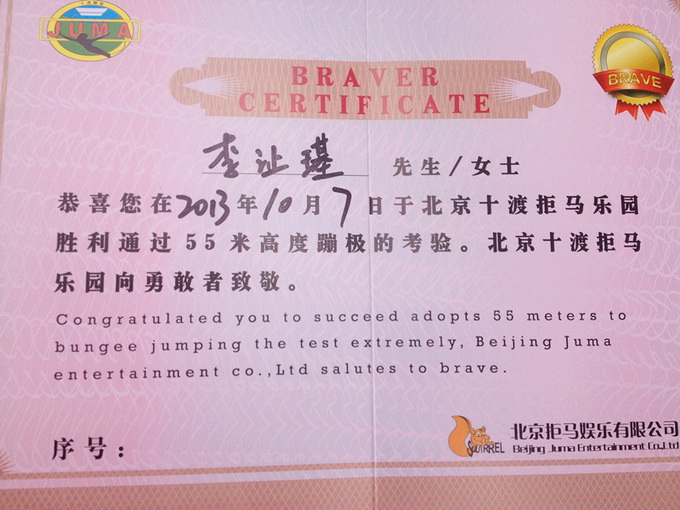 JUMA
BRAVER
CERTIFICATE
BRAVE
李沚璂 先生/女士
恭喜您在2013年10月7日于北京十渡拒马乐园
胜利通过55米高度蹦极的考验。北京十渡拒马
乐园向勇敢者致敬。
Congratulated you to succeed adopts 55 meters to
bungee jumping the test extremely, Beijing Juma
entertainment co.,Ltd salutes to brave.
序号：
SQUIRREL
北京拒马娱乐有限公司
Beijing Juma Entertainment Co.,Ltd